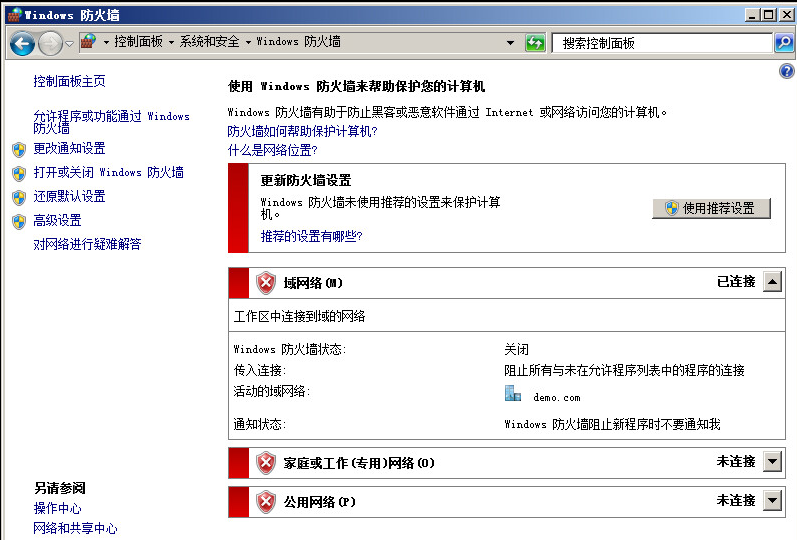 Windows 防火墙
控制面板 系统和安全 Windows 防火墙
搜索控制面板
控制面板主页
允许程序或功能通过 Windows
防火墙
更改通知设置
打开或关闭 Windows 防火墙
还原默认设置
高级设置
对网络进行疑难解答
使用 Windows 防火墙来帮助保护您的计算机
Windows 防火墙有助于防止黑客或恶意软件通过 Internet 或网络访问您的计算机。
防火墙如何帮助保护计算机?
什么是网络位置?
更新防火墙设置
Windows 防火墙未使用推荐的设置来保护计算
机。
使用推荐设置
推荐的设置有哪些?
域网络(M) 已连接
工作区中连接到域的网络
Windows 防火墙状态: 关闭
传入连接: 阻止所有与未在允许程序列表中的程序的连接
活动的域网络: demo.com
通知状态: Windows 防火墙阻止新程序时不要通知我
家庭或工作(专用)网络(O) 未连接
公用网络(P) 未连接
另请参阅
操作中心
网络和共享中心